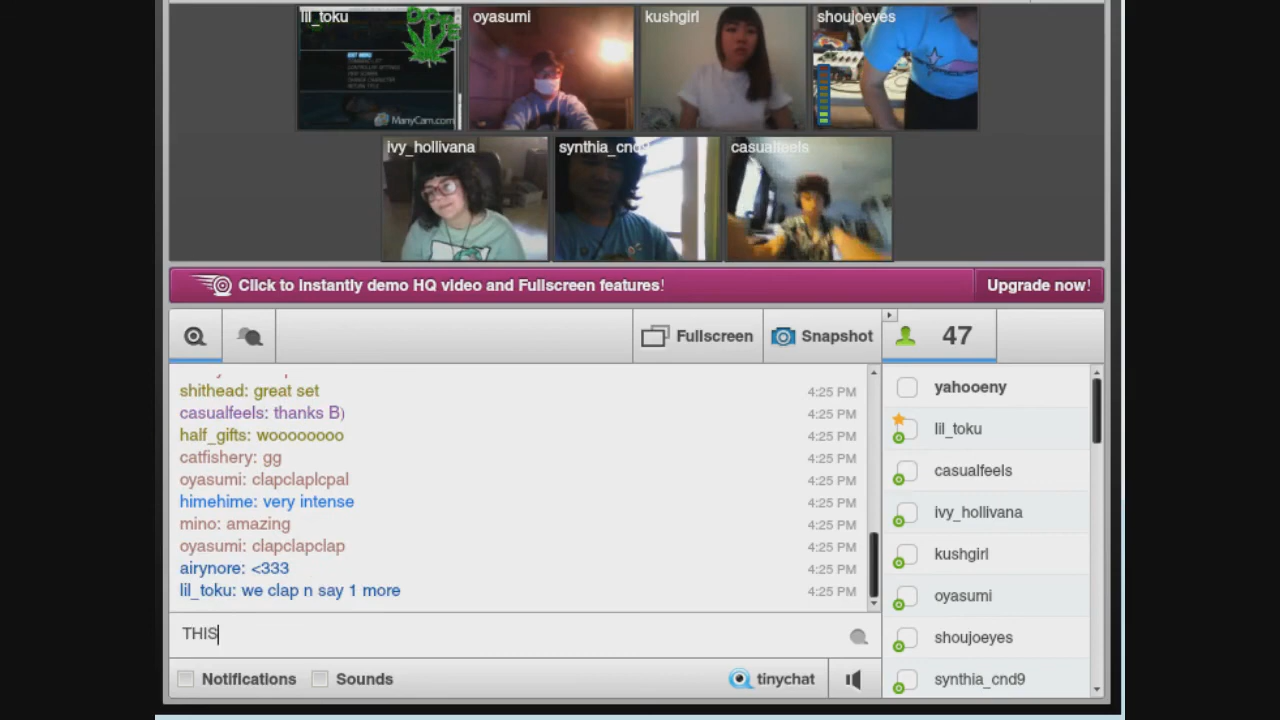 lil_toku
oyasumi
kushgirl
shoujoeyes
ManyCam.com
ivy_hollivana
synthia_cnd9
casualfeels
Click to instantly demo HQ video and Fullscreen features!
Upgrade now!
Fullscreen
Snapshot
47
shithead: great set
4:25 PM
casualfeels: thanks B)
4:25 PM
half_gifts: woooooooo
4:25 PM
catfishery: gg
4:25 PM
oyasumi: clapclaplcpal
4:25 PM
himehime: very intense
4:25 PM
mino: amazing
4:25 PM
oyasumi: clapclapclap
4:25 PM
airynore: <333
4:25 PM
lil_toku: we clap n say 1 more
4:25 PM
THIS
Notifications
Sounds
tinychat
yahooeny
lil_toku
casualfeels
ivy_hollivana
kushgirl
oyasumi
shoujoeyes
synthia_cnd9